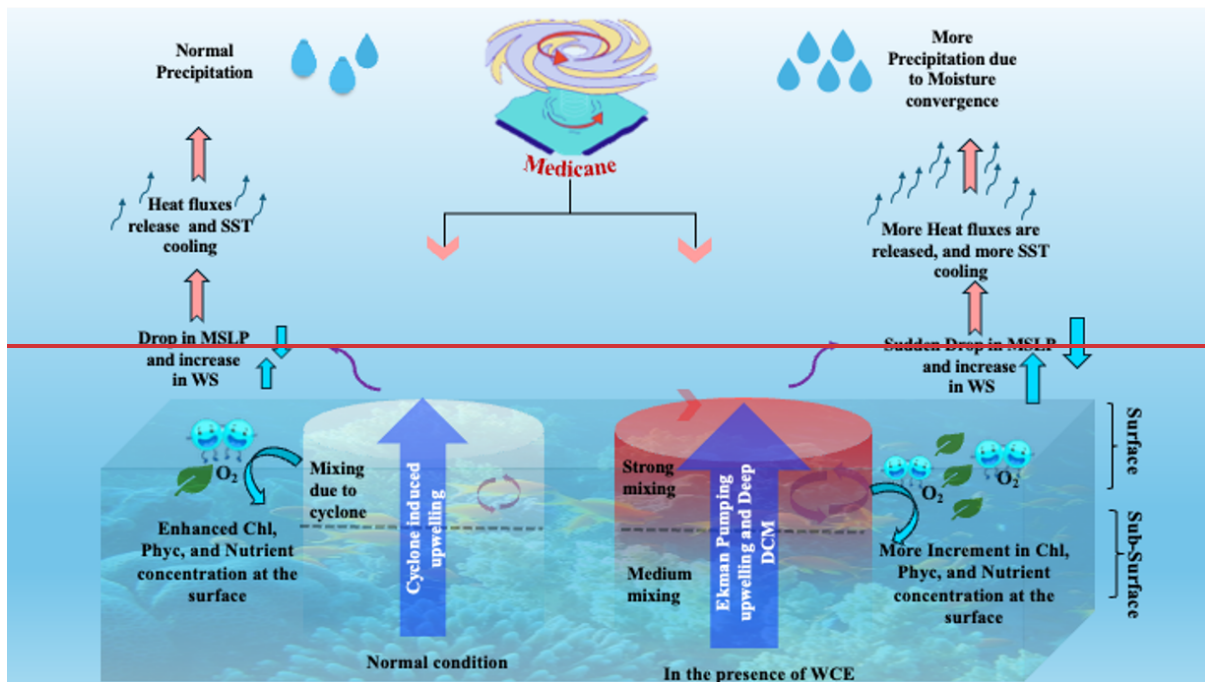 Normal
Precipitation
Medicane
More
Precipitation due
to Moisture
convergence
Heat fluxes
release and SST
cooling
More Heat fluxes are
released, and more SST
cooling
Drop in MSLP
and increase
in WS
Sudden Drop in MSLP
and increase
in WS
O2
Enhanced Chl,
Phyc, and Nutrient
concentration at the
surface
Mixing
due to
cyclone
Cyclone induced
upwelling
Normal condition
Strong
mixing
Medium
mixing
Ekman Pumping
upwelling and Deep
DCM
In the presence of WCE
O2
O2
More Increment in Chl,
Phyc, and Nutrient
concentration at the
surface
Surface
Sub-Surface